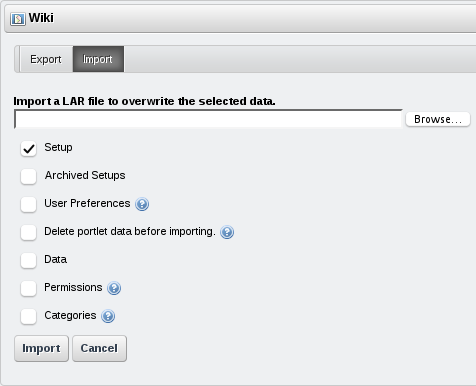 Wiki
Export Import
Import a LAR file to overwrite the selected data.
Browse...
Setup
Archived Setups
User Preferences ?
Delete portlet data before importing. ?
Data
Permissions ?
Categories ?
Import Cancel